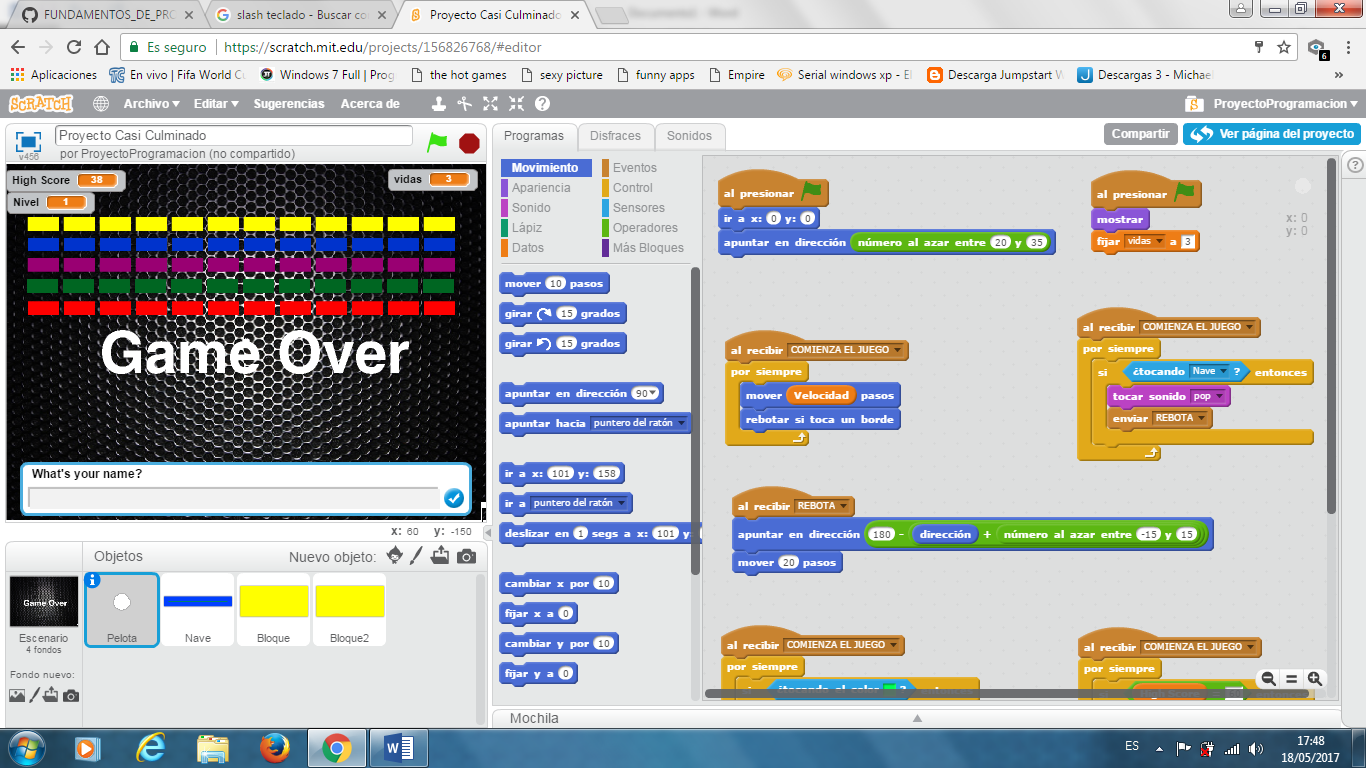 FUNDAMENTOS_DE_PRO
slash teclado - Buscar co
Proyecto Casi Culminado
Es seguro
https://scratch.mit.edu/projects/156826768/#editor
6
Aplicaciones
En vivo | Fifa World Cu
Windows 7 Full | Prog
the hot games
sexy picture
funny apps
Empire
Serial windows xp - El
Descarga Jumpstart W
Descargas 3 - Michael
»
SCRATCH
Archivo
Editar
Sugerencias
Acerca de
ProyectoProgramacion
v456
Proyecto Casi Culminado
por ProyectoProgramacion (no compartido)
Programas
Disfraces
Sonidos
Compartir
Ver página del proyecto
High Score 38
vidas 3
Nivel 1
Game Over
What's your name?
x: 60 y: -150
Movimiento
Apariencia
Sonido
Lápiz
Datos
Eventos
Control
Sensores
Operadores
Más Bloques
mover 10 pasos
girar 15 grados
girar 15 grados
apuntar en dirección 90
apuntar hacia puntero del ratón
ir a x: 101 y: 158
ir a puntero del ratón
deslizar en 1 segs a x: 101 y
cambiar x por 10
fijar x a 0
cambiar y por 10
fijar y a 0
al presionar
ir a x: 0 y: 0
apuntar en dirección número al azar entre 20 y 35
al presionar
mostrar
fijar vidas a 3
x: 0
y: 0
al recibir COMIENZA EL JUEGO
por siempre
mover Velocidad pasos
rebotar si toca un borde
al recibir COMIENZA EL JUEGO
por siempre
si ¿tocando Nave ? entonces
tocar sonido pop
enviar REBOTA
al recibir REBOTA
apuntar en dirección 180 - dirección + número al azar entre -15 y 15
mover 20 pasos
al recibir COMIENZA EL JUEGO
por siempre
al recibir COMIENZA EL JUEGO
por siempre
Objetos
Nuevo objeto:
Game Over
Escenario
4 fondos
Fondo nuevo:
Pelota
Nave
Bloque
Bloque2
Mochila
ES
17:48
18/05/2017